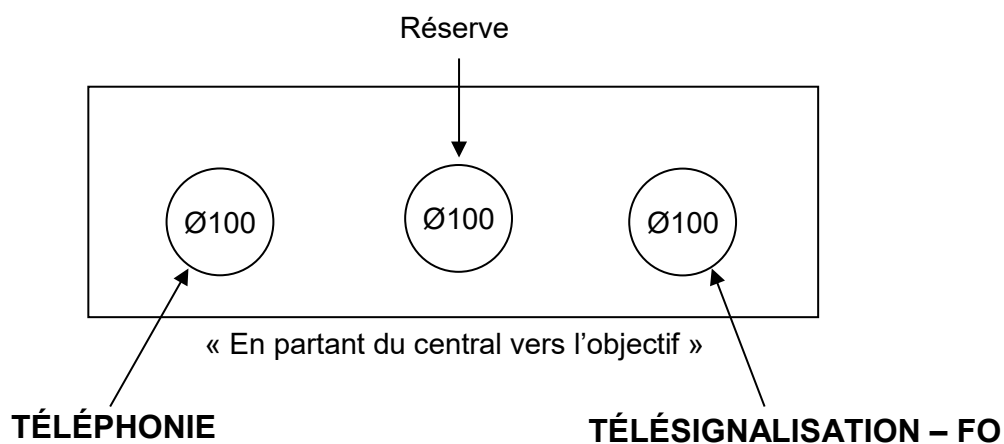 Réserve
Ø100 Ø100 Ø100
« En partant du central vers l’objectif »
TÉLÉPHONIE
TÉLÉSIGNALISATION – FO